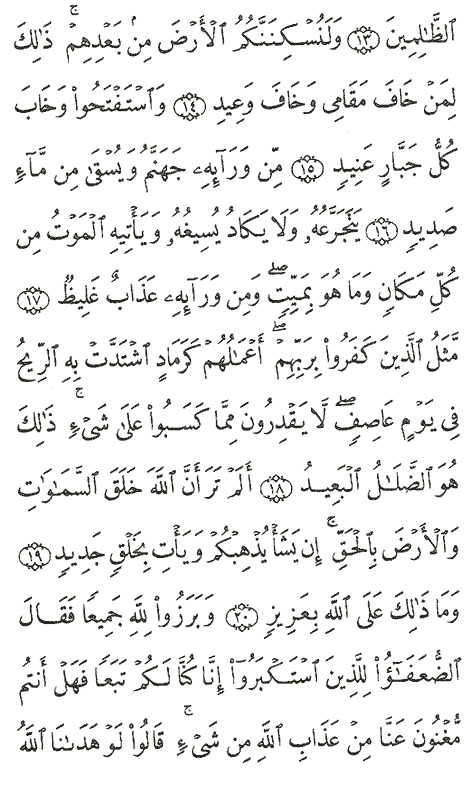 ٱلظَّٰلِمِينَ ١٣ وَلَنُسۡكِنَنَّكُمُ ٱلۡأَرۡضَ مِنۢ بَعۡدِهِمۡۚ ذَٰلِكَ
لِمَنۡ خَافَ مَقَامِي وَخَافَ وَعِيدِ ١٤ وَٱسۡتَفۡتَحُواْ وَخَابَ
كُلُّ جَبَّارٍ عَنِيدٖ ١٥ مِّن وَرَآئِهِۦ جَهَنَّمُ وَيُسۡقَىٰ مِن مَّآءٖ
صَدِيدٖ ١٦ يَتَجَرَّعُهُۥ وَلَا يَكَادُ يُسِيغُهُۥ وَيَأۡتِيهِ ٱلۡمَوۡتُ مِن
كُلِّ مَكَانٖ وَمَا هُوَ بِمَيِّتٖۖ وَمِن وَرَآئِهِۦ عَذَابٌ غَلِيظٞ ١٧
مَّثَلُ ٱلَّذِينَ كَفَرُواْ بِرَبِّهِمۡۖ أَعۡمَٰلُهُمۡ كَرَمَادٍ ٱشۡتَدَّتۡ بِهِ ٱلرِّيحُ
فِي يَوۡمٍ عَاصِفٖۖ لَّا يَقۡدِرُونَ مِمَّا كَسَبُواْ عَلَىٰ شَيۡءٖۚ ذَٰلِكَ
هُوَ ٱلضَّلَٰلُ ٱلۡبَعِيدُ ١٨ أَلَمۡ تَرَ أَنَّ ٱللَّهَ خَلَقَ ٱلسَّمَٰوَٰتِ
وَٱلۡأَرۡضَ بِٱلۡحَقِّۚ إِن يَشَأۡ يُذۡهِبۡكُمۡ وَيَأۡتِ بِخَلۡقٖ جَدِيدٖ ١٩
وَمَا ذَٰلِكَ عَلَى ٱللَّهِ بِعَزِيزٖ ٢٠ وَبَرَزُواْ لِلَّهِ جَمِيعٗا فَقَالَ
ٱلضُّعَفَٰٓؤُاْ لِلَّذِينَ ٱسۡتَكۡبَرُوٓاْ إِنَّا كُنَّا لَكُمۡ تَبَعٗا فَهَلۡ أَنتُم
مُّغۡنُونَ عَنَّا مِنۡ عَذَابِ ٱللَّهِ مِن شَيۡءٖۚ قَالُواْ لَوۡ هَدَىٰنَا ٱللَّهُ